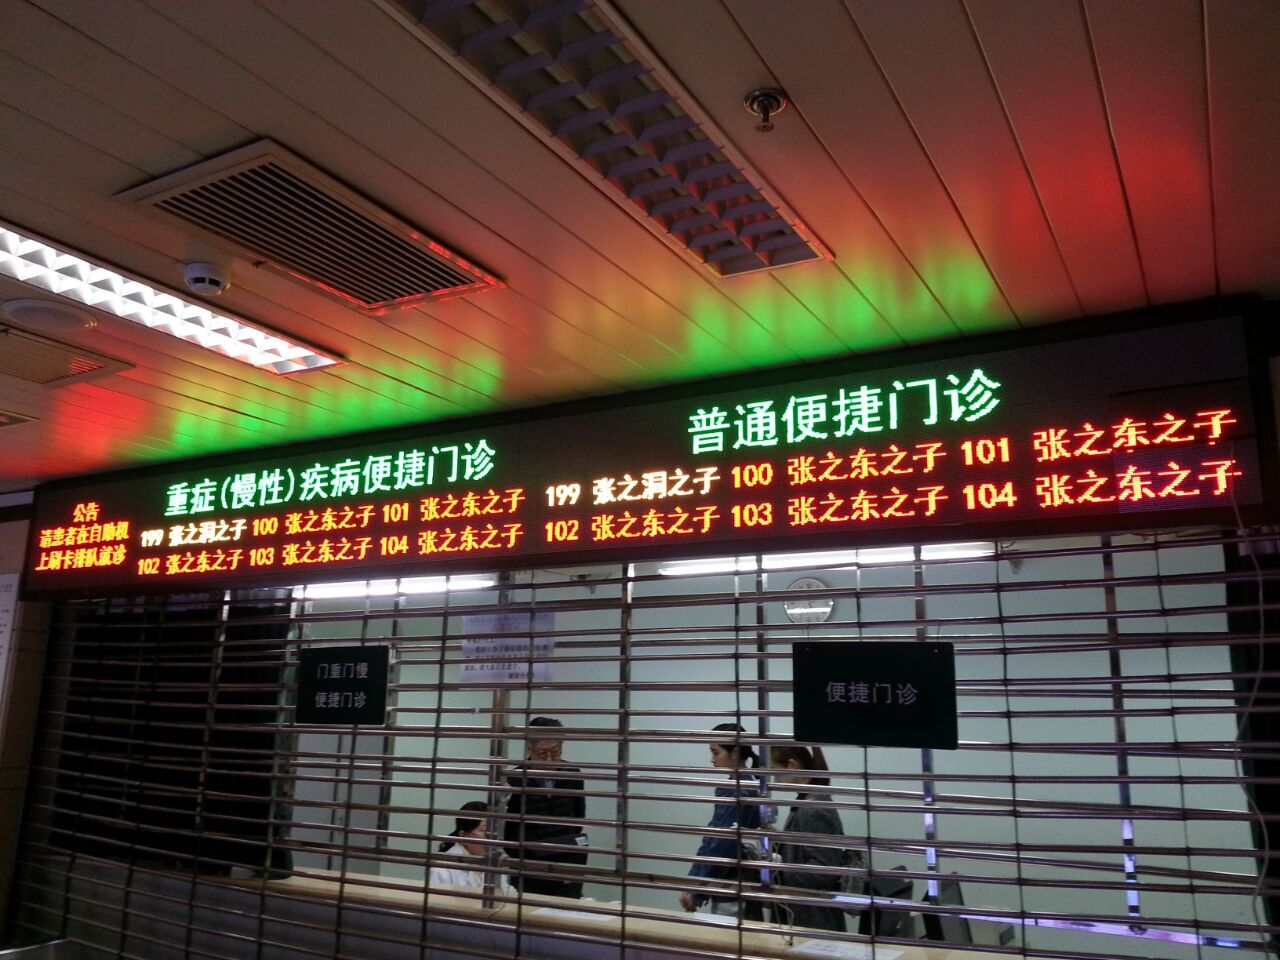 公告
请患者在自助机
上刷卡排队就诊
重症(慢性)疾病便捷门诊
199 张之洞之子 100 张之东之子 101 张之东之子
102 张之东之子 103 张之东之子 104 张之东之子
普通便捷门诊
199 张之洞之子 100 张之东之子 101 张之东之子
102 张之东之子 103 张之东之子 104 张之东之子
门重门慢
便捷门诊
便捷门诊